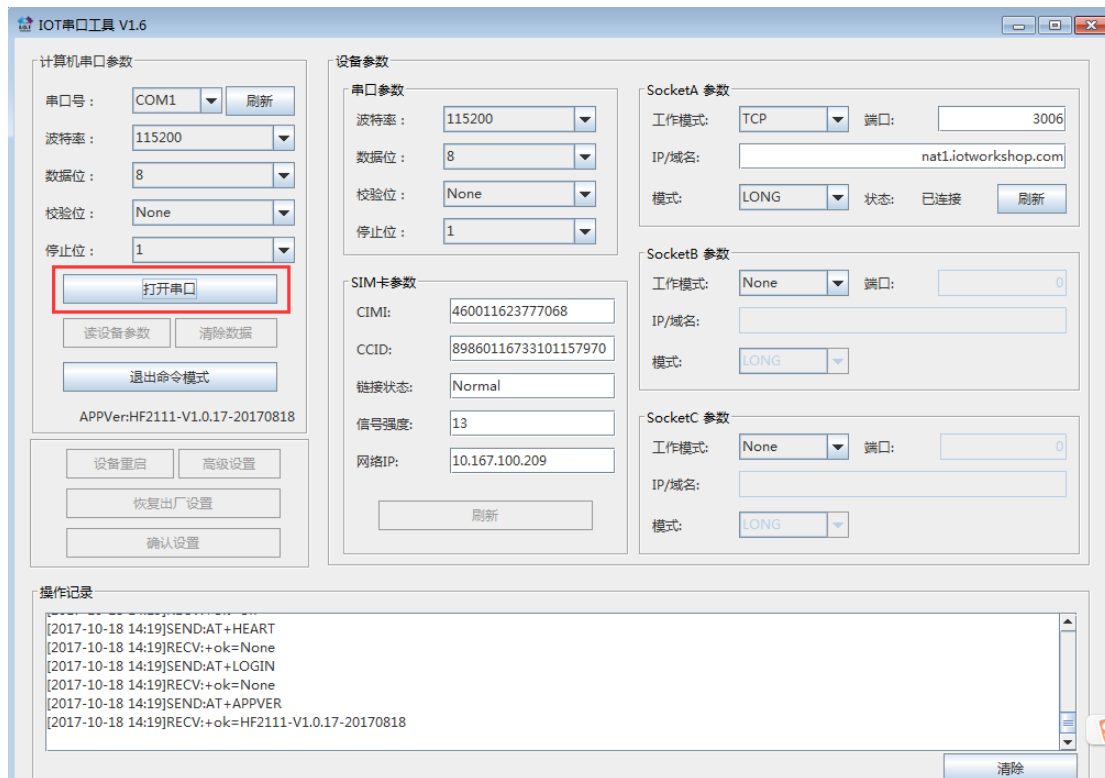 IOT串口工具 V1.6
计算机串口参数
串口号： COM1 刷新
波特率： 115200
数据位： 8
校验位： None
停止位： 1
打开串口
读设备参数 清除数据
退出命令模式
APPVer:HF2111-V1.0.17-20170818
设备重启 高级设置
恢复出厂设置
确认设置
设备参数
串口参数
波特率： 115200
数据位： 8
校验位： None
停止位： 1
SIM卡参数
CIMI: 460011623777068
CCID: 89860116733101157970
链接状态: Normal
信号强度: 13
网络IP: 10.167.100.209
刷新
SocketA 参数
工作模式: TCP 端口: 3006
IP/域名: nat1.iotworkshop.com
模式: LONG 状态: 已连接 刷新
SocketB 参数
工作模式: None 端口: 0
IP/域名:
模式: LONG
SocketC 参数
工作模式: None 端口: 0
IP/域名:
模式: LONG
操作记录
[2017-10-18 14:19]SEND:AT+HEART
[2017-10-18 14:19]RECV:+ok=None
[2017-10-18 14:19]SEND:AT+LOGIN
[2017-10-18 14:19]RECV:+ok=None
[2017-10-18 14:19]SEND:AT+APPVER
[2017-10-18 14:19]RECV:+ok=HF2111-V1.0.17-20170818
清除